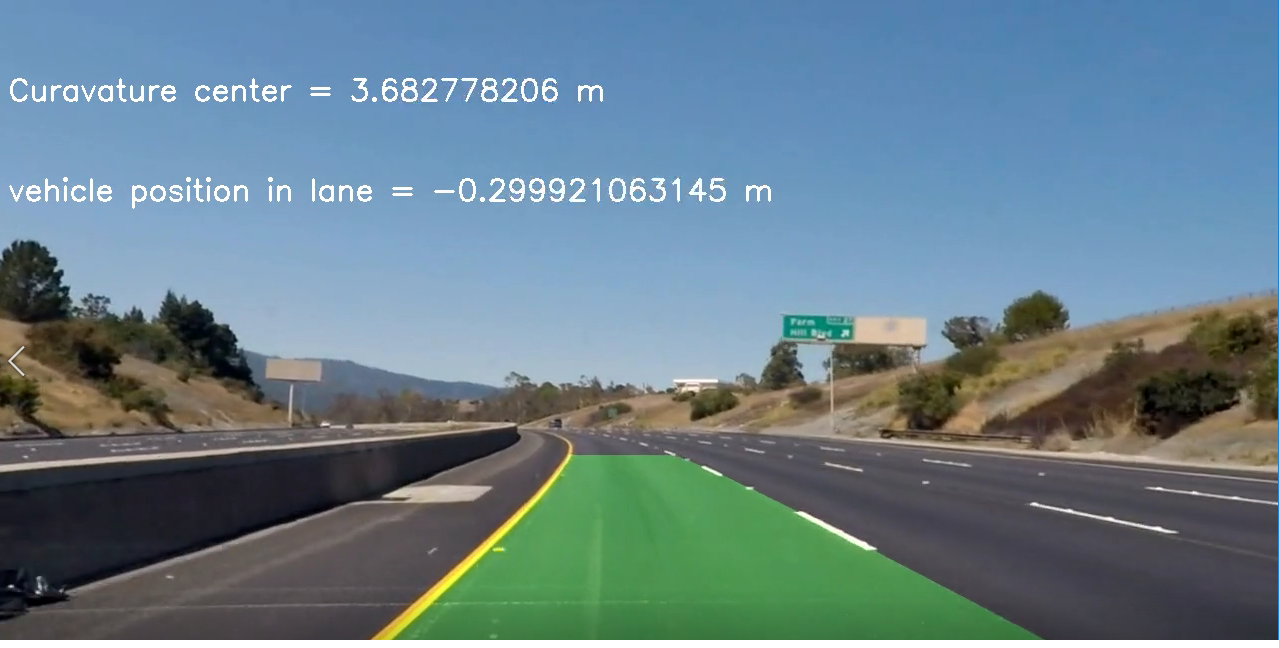 Curavature center = 3.682778206 m
vehicle position in lane = −0.299921063145 m
Farm
Hill Blvd